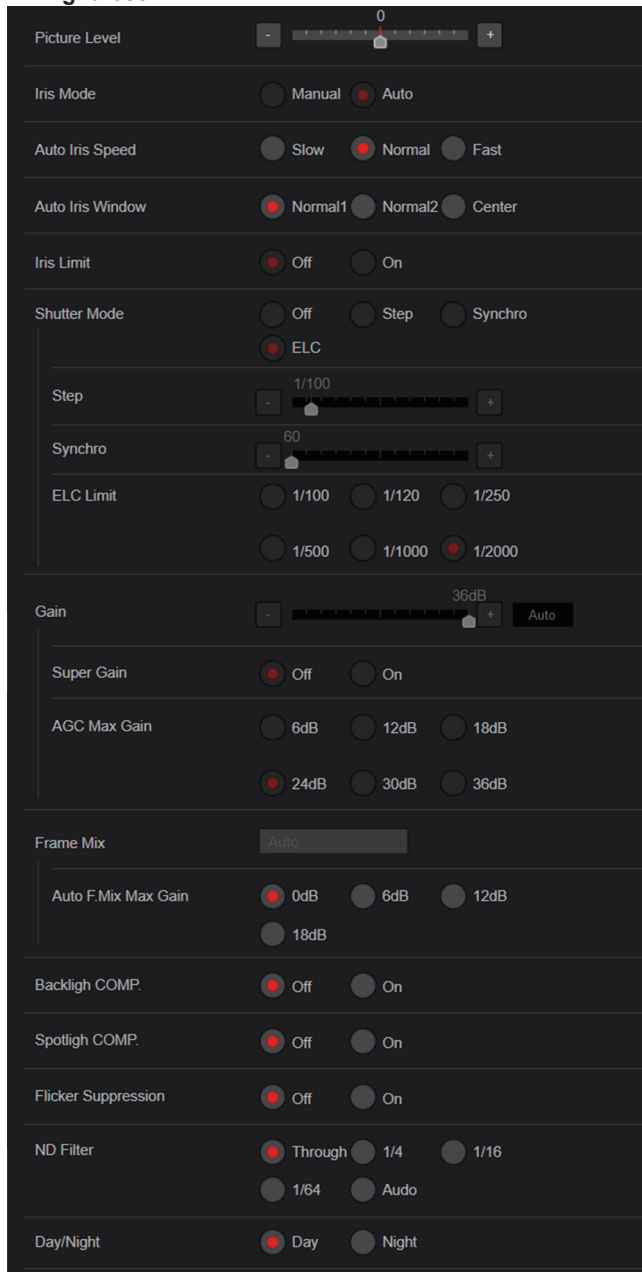 0
Picture Level - +
Iris Mode Manual Auto
Auto Iris Speed Slow Normal Fast
Auto Iris Window Normal1 Normal2 Center
Iris Limit Off On
Shutter Mode Off Step Synchro
ELC
1/100
Step - +
60
Synchro - +
ELC Limit 1/100 1/120 1/250
1/500 1/1000 1/2000
36dB
Gain - + Auto
Super Gain Off On
AGC Max Gain 6dB 12dB 18dB
24dB 30dB 36dB
Frame Mix Auto
Auto F.Mix Max Gain 0dB 6dB 12dB
18dB
Backligh COMP. Off On
Spotligh COMP. Off On
Flicker Suppression Off On
ND Filter Through 1/4 1/16
1/64 Audo
Day/Night Day Night